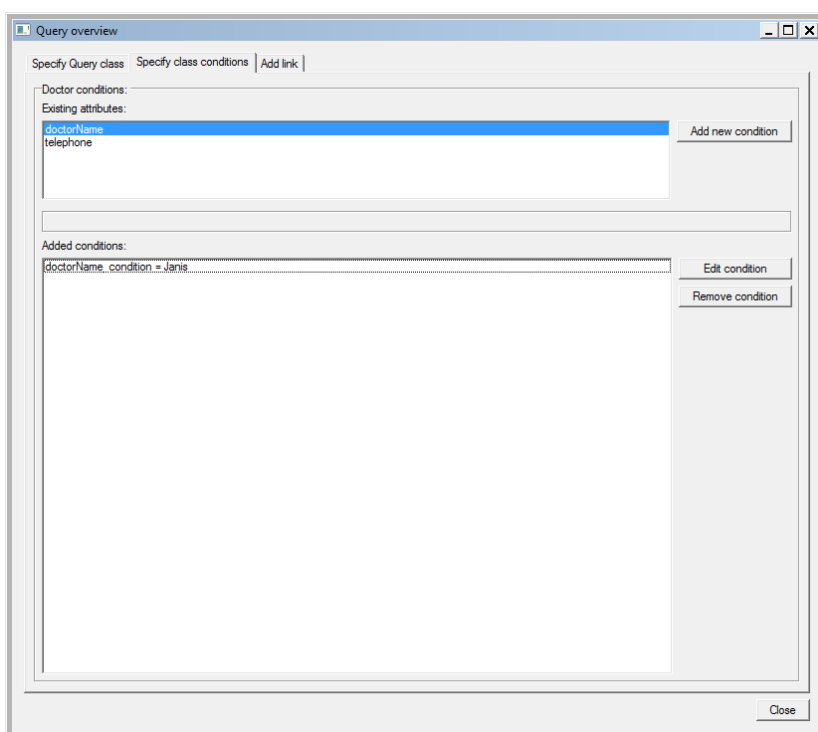 Query overview
Specify Query class Specify class conditions Add link
Doctor conditions:
Existing attributes:
doctorName
Add new condition
telephone
Added conditions:
doctorName_condition = Janis
Edit condition
Remove condition
Close